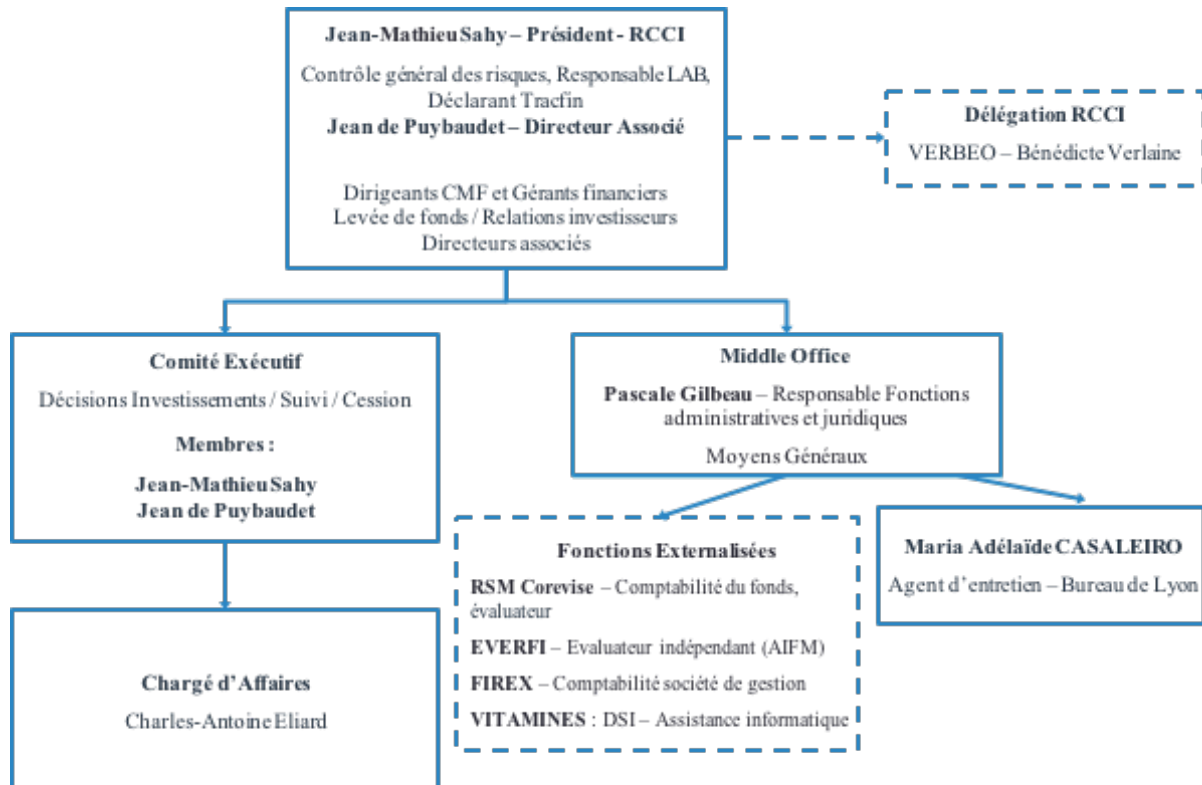 Jean-Mathieu Sahy – Président - RCCI
Contrôle général des risques, Responsable LAB,
Déclarant Tracfin
Jean de Puybaudet – Directeur Associé
Dirigeants CMF et Gérants financiers
Levée de fonds / Relations investisseurs
Directeurs associés
Délégation RCCI
VERBEO – Bénédicte Verlaine
Comité Exécutif
Décisions Investissements / Suivi / Cession
Membres :
Jean-Mathieu Sahy
Jean de Puybaudet
Middle Office
Pascale Gilbeau – Responsable Fonctions
administratives et juridiques
Moyens Généraux
Chargé d'Affaires
Charles-Antoine Eliard
Fonctions Externalisées
RSM Corevise – Comptabilité du fonds,
évaluateur
EVERFI – Evaluateur indépendant (AIFM)
FIREX – Comptabilité société de gestion
VITAMINES : DSI – Assistance informatique
Maria Adélaïde CASALEIRO
Agent d'entretien – Bureau de Lyon